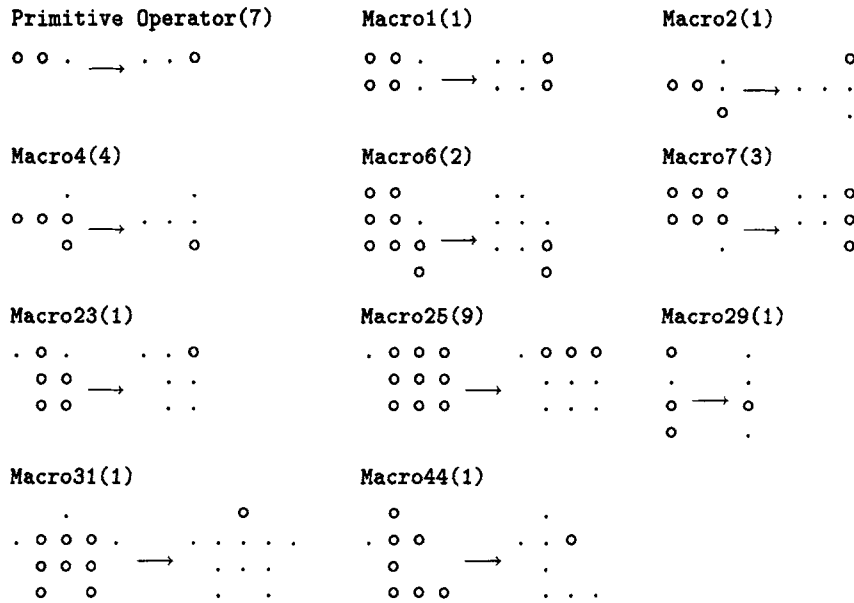 Primitive Operator(7) Macro1(1) Macro2(1)
Macro4(4) Macro6(2) Macro7(3)
Macro23(1) Macro25(9) Macro29(1)
Macro31(1) Macro44(1)